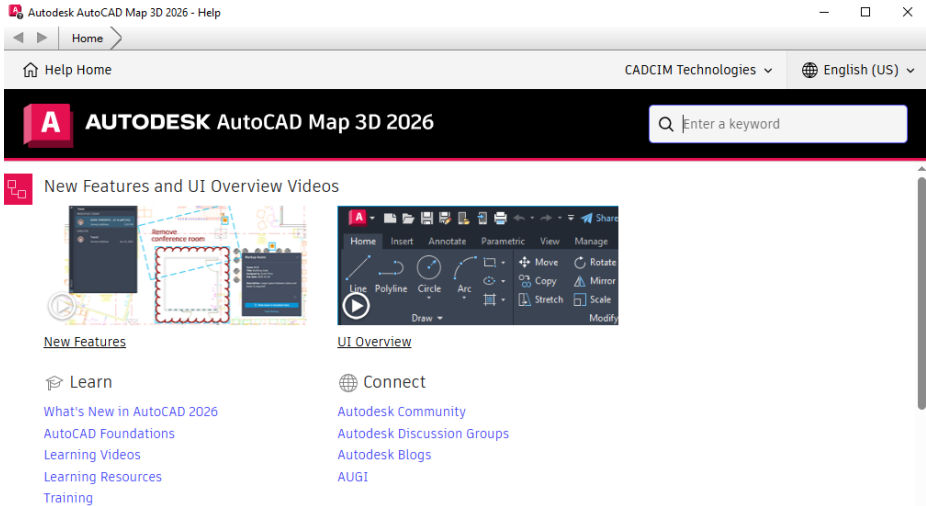 Autodesk AutoCAD Map 3D 2026 - Help
Home
Help Home
CADCIM Technologies
English (US)
A AUTODESK AutoCAD Map 3D 2026
Enter a keyword
New Features and UI Overview Videos
Remove
conference room
A Share
Home Insert Annotate Parametric View Manage
Line Polyline Circle Arc
Move Rotate
Copy Mirror
Stretch Scale
Draw Modify
New Features
UI Overview
Learn
What's New in AutoCAD 2026
AutoCAD Foundations
Learning Videos
Learning Resources
Training
Connect
Autodesk Community
Autodesk Discussion Groups
Autodesk Blogs
AUGI